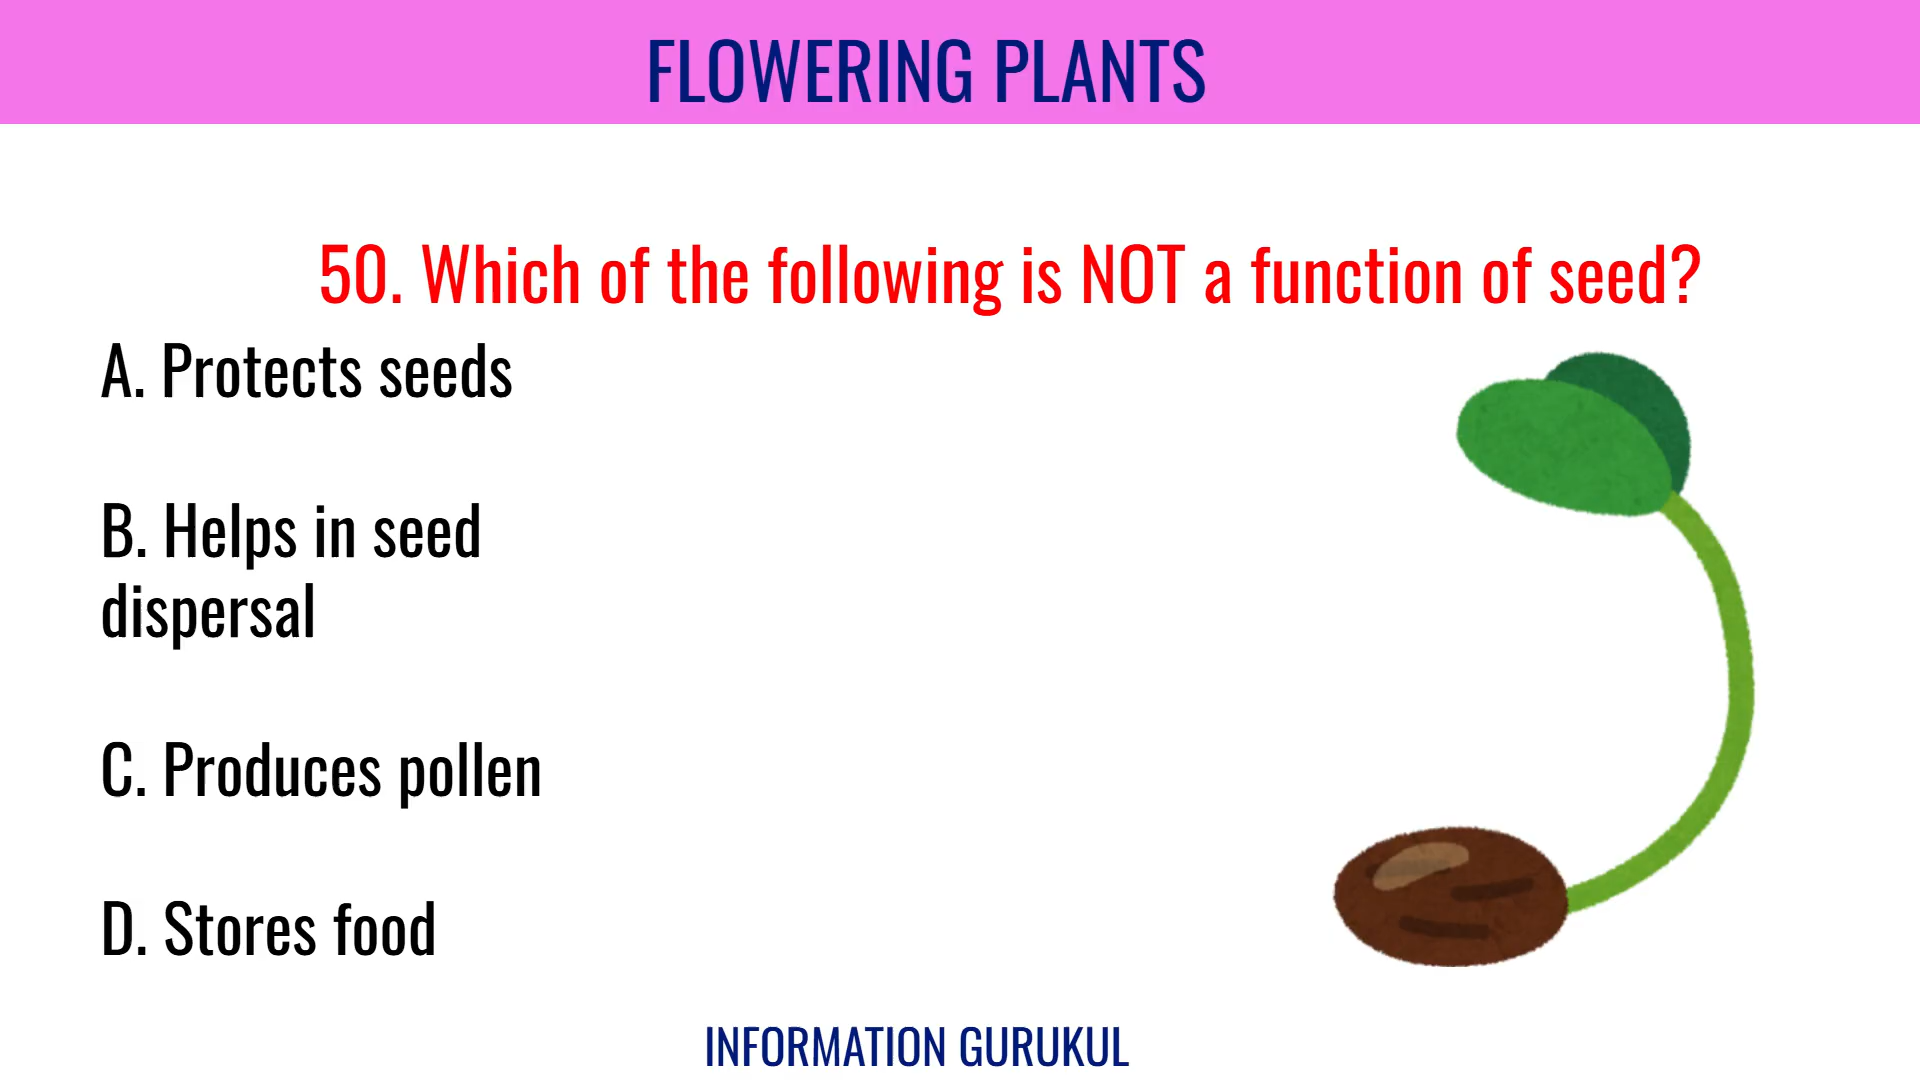 FLOWERING PLANTS
50. Which of the following is NOT a function of seed?
A. Protects seeds
B. Helps in seed
dispersal
C. Produces pollen
D. Stores food
INFORMATION GURUKUL